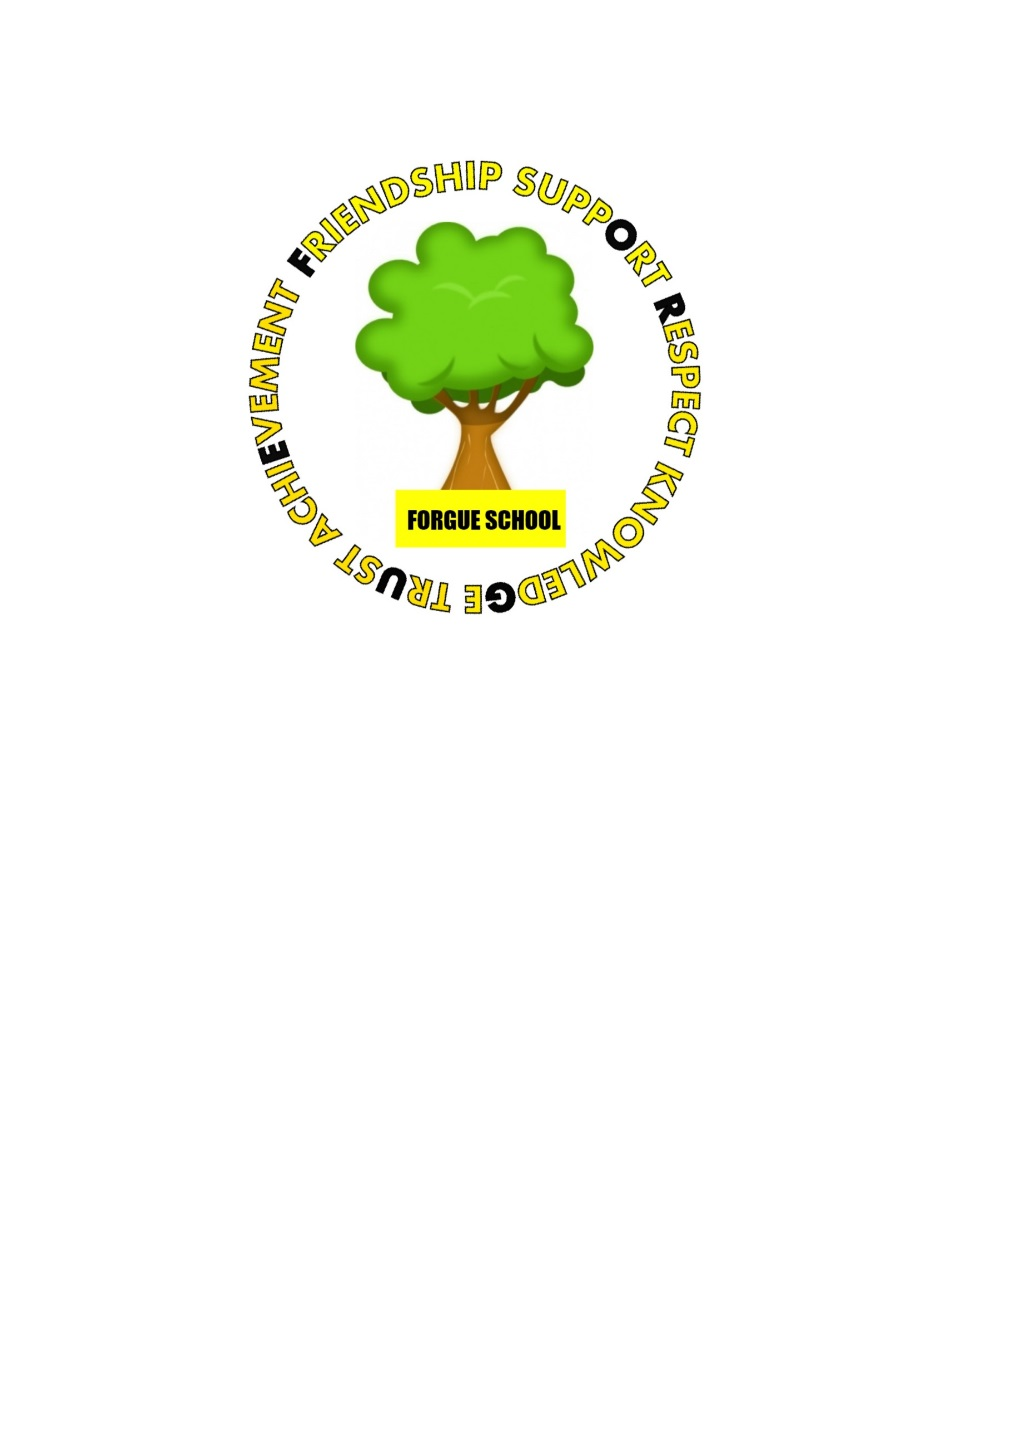 FRIENDSHIP SUPPORT RESPECT KNOWLEDGE TRUST ACHIEVEMENT
FORGUE SCHOOL